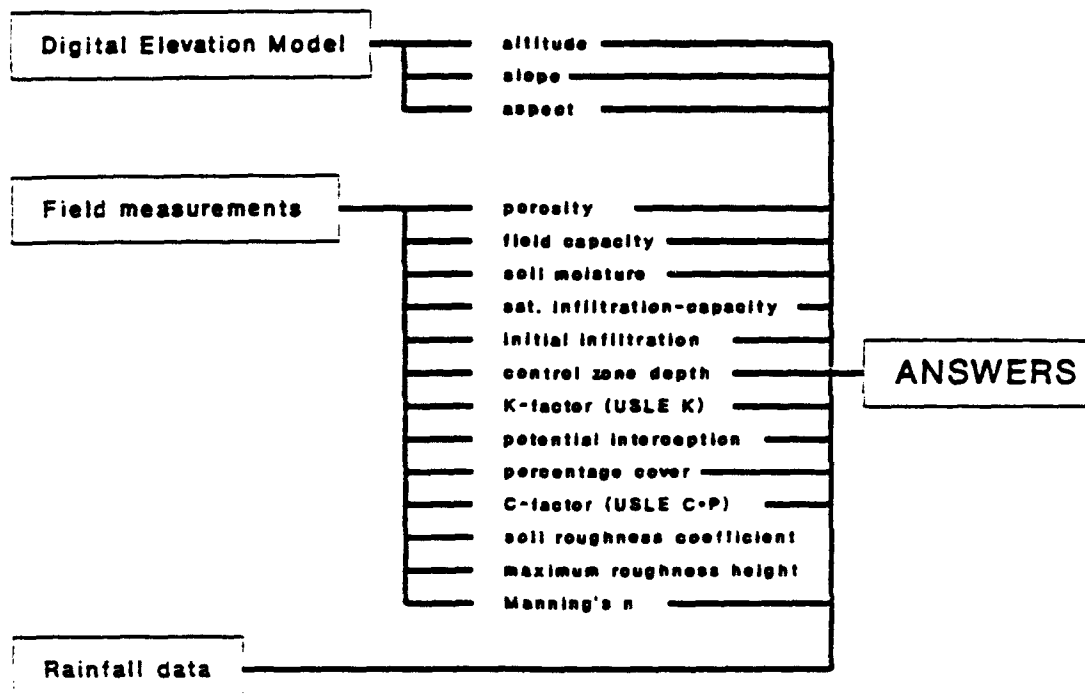 Digital Elevation Model
altitude
slope
aspect
Field measurements
porosity
field capacity
soil moisture
sat. infiltration-capacity
initial infiltration
control zone depth
ANSWERS
K-factor (USLE K)
potential interception
percentage cover
C-factor (USLE C*P)
soil roughness coefficient
maximum roughness height
Manning's n
Rainfall data